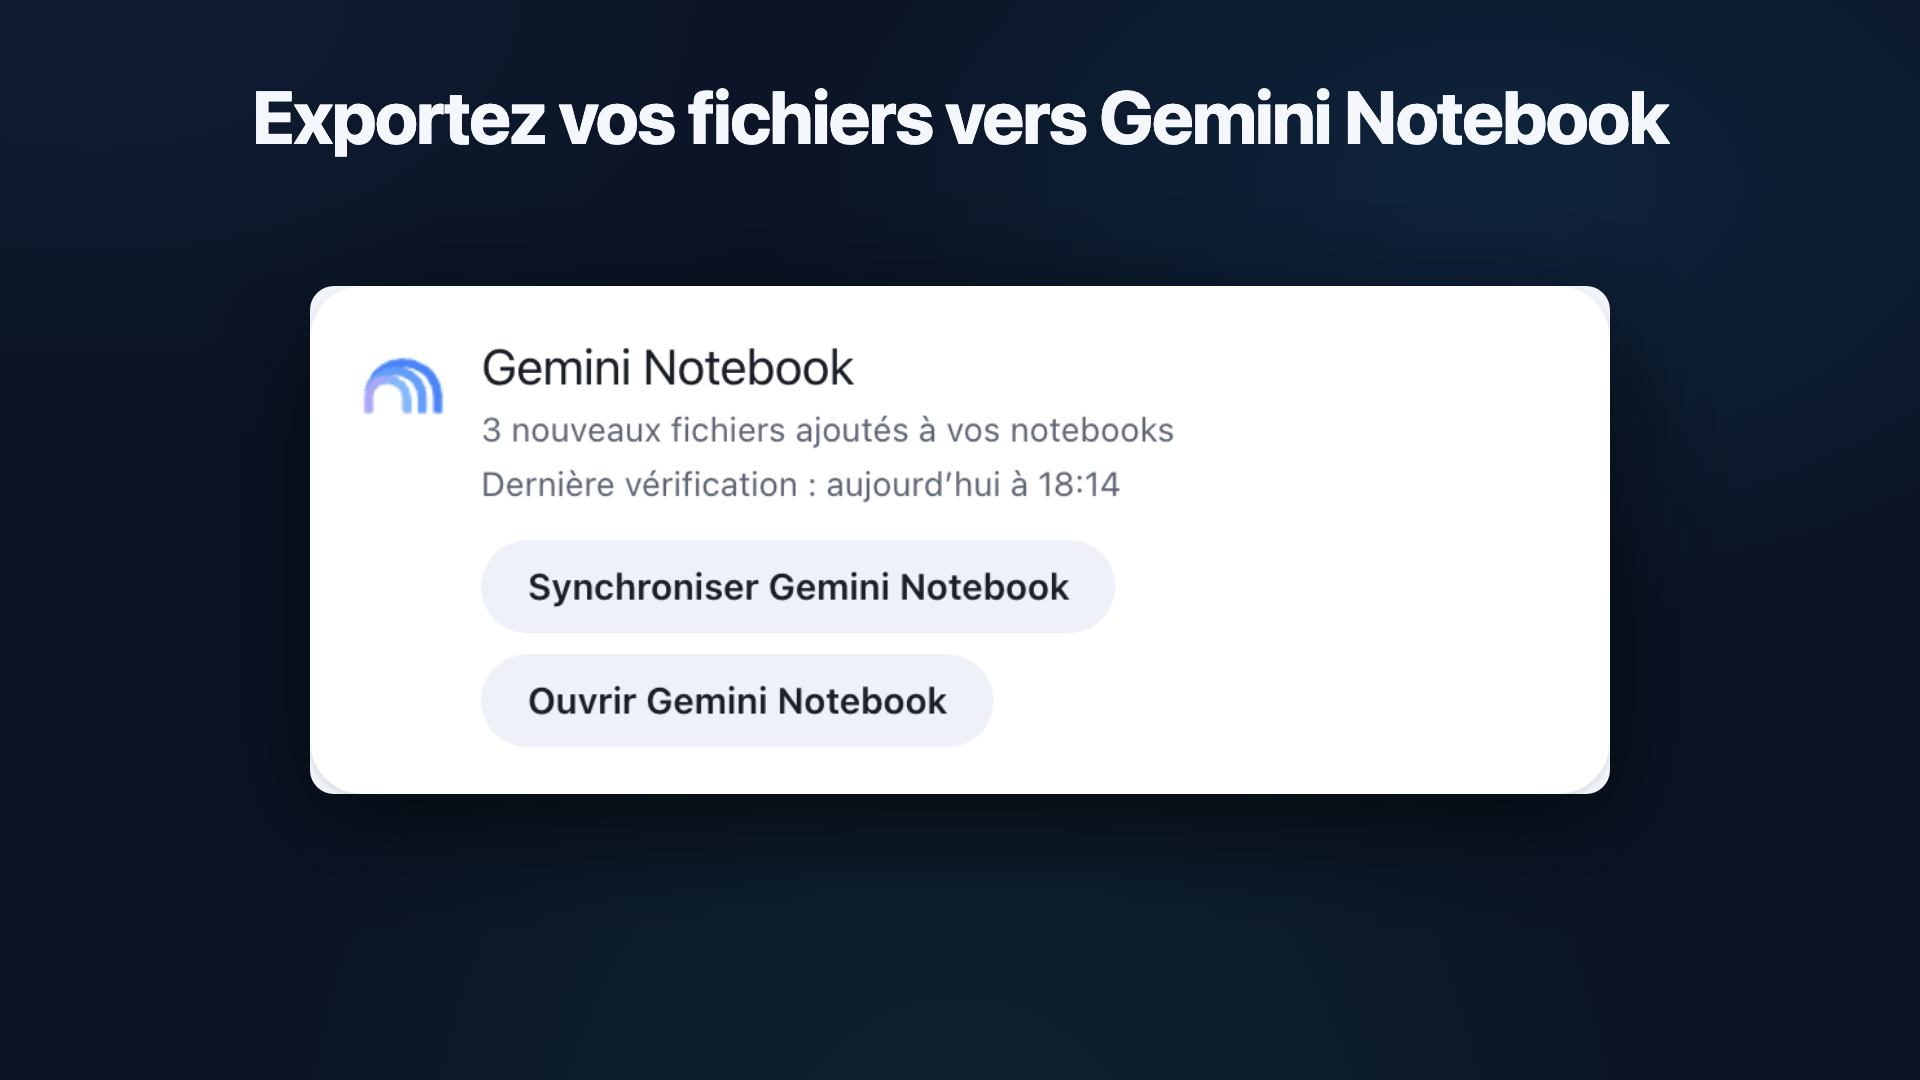 Exportez vos fichiers vers Gemini Notebook
Gemini Notebook
3 nouveaux fichiers ajoutés à vos notebooks
Dernière vérification : aujourd’hui à 18:14
Synchroniser Gemini Notebook
Ouvrir Gemini Notebook